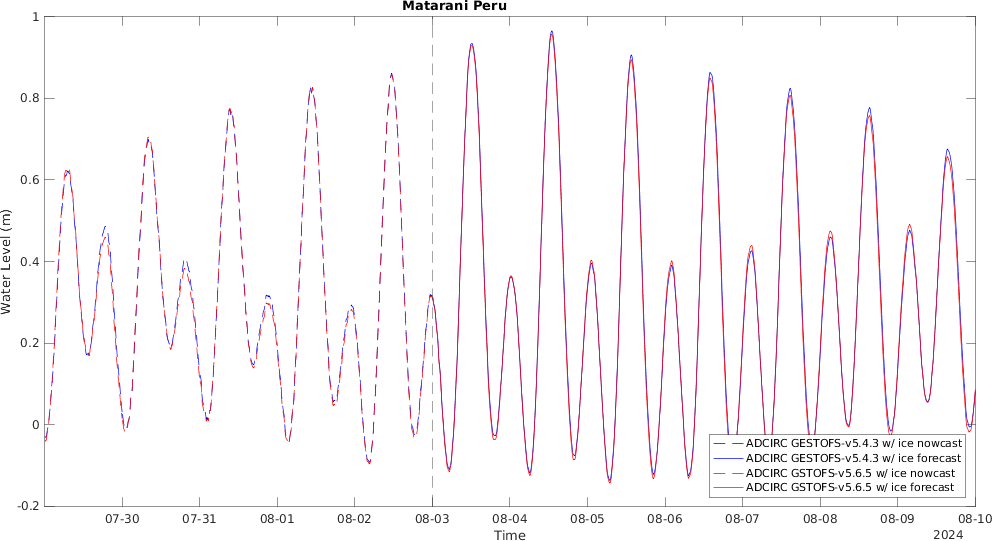 Matarani Peru
1
0.8
0.6
0.4
0.2
0
-0.2
Water Level (m)
07-30
07-31
08-01
08-02
08-03
08-04
08-05
08-06
08-07
08-08
08-09
08-10
Time
2024
ADCIRC GESTOFS-v5.4.3 w/ ice nowcast
ADCIRC GESTOFS-v5.4.3 w/ ice forecast
ADCIRC GSTOFS-v5.6.5 w/ ice nowcast
ADCIRC GSTOFS-v5.6.5 w/ ice forecast